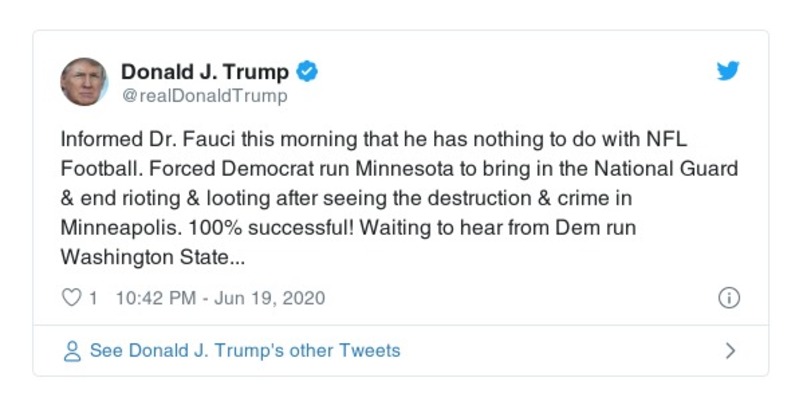 Donald J. Trump
@realDonaldTrump
Informed Dr. Fauci this morning that he has nothing to do with NFL
Football. Forced Democrat run Minnesota to bring in the National Guard
& end rioting & looting after seeing the destruction & crime in
Minneapolis. 100% successful! Waiting to hear from Dem run
Washington State...
1 10:42 PM - Jun 19, 2020
See Donald J. Trump's other Tweets